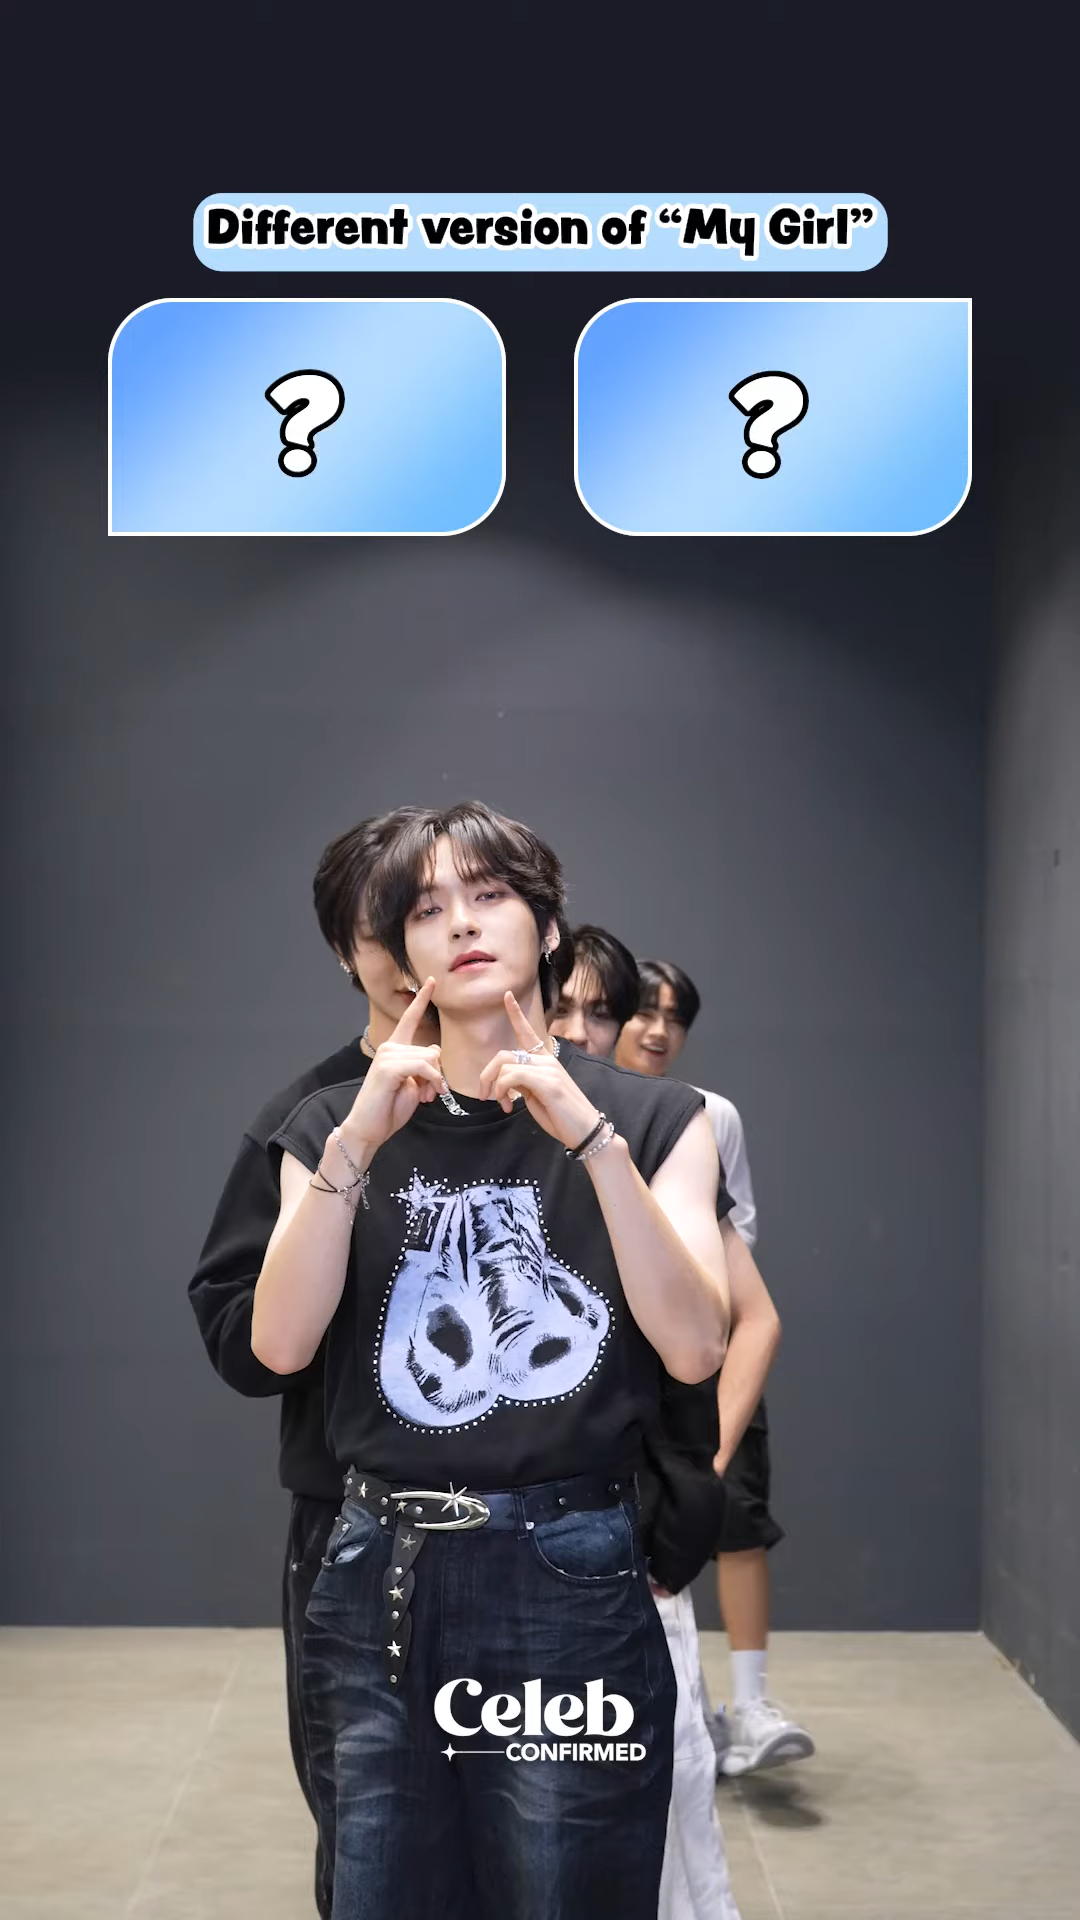 Different version of “My Girl”
?
?
Celeb
CONFIRMED